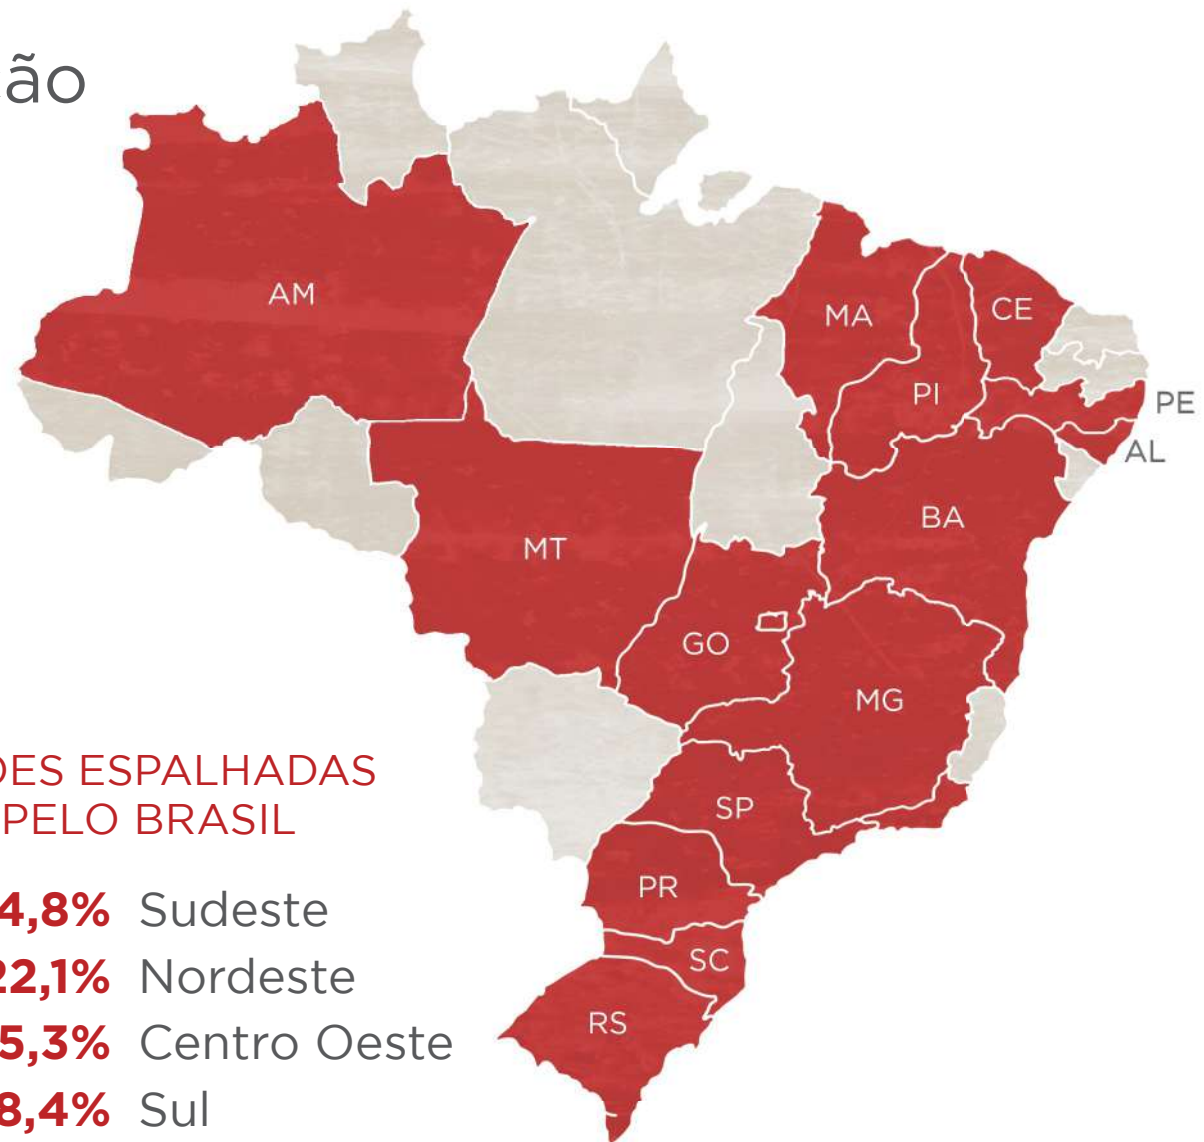 ção
AM
MA
CE
PI
PE
AL
BA
MT
GO
MG
DES ESPALHADAS
PELO BRASIL
SP
PR
4,8% Sudeste
SC
22,1% Nordeste
RS
5,3% Centro Oeste
8,4% Sul